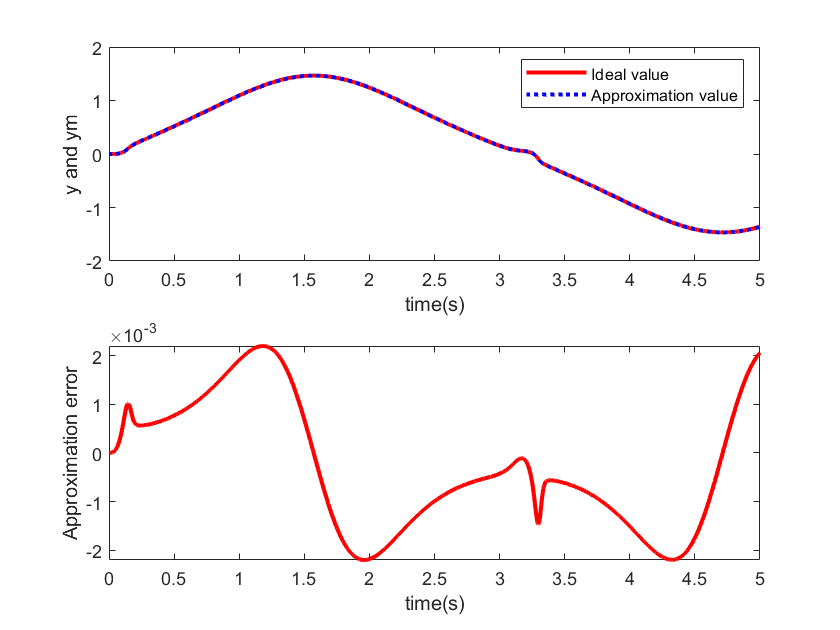 2
1
0
-1
-2
y and ym
Ideal value
Approximation value
0 0.5 1 1.5 2 2.5 3 3.5 4 4.5 5
time(s)
×10-3
2
1
0
-1
-2
Approximation error
0 0.5 1 1.5 2 2.5 3 3.5 4 4.5 5
time(s)